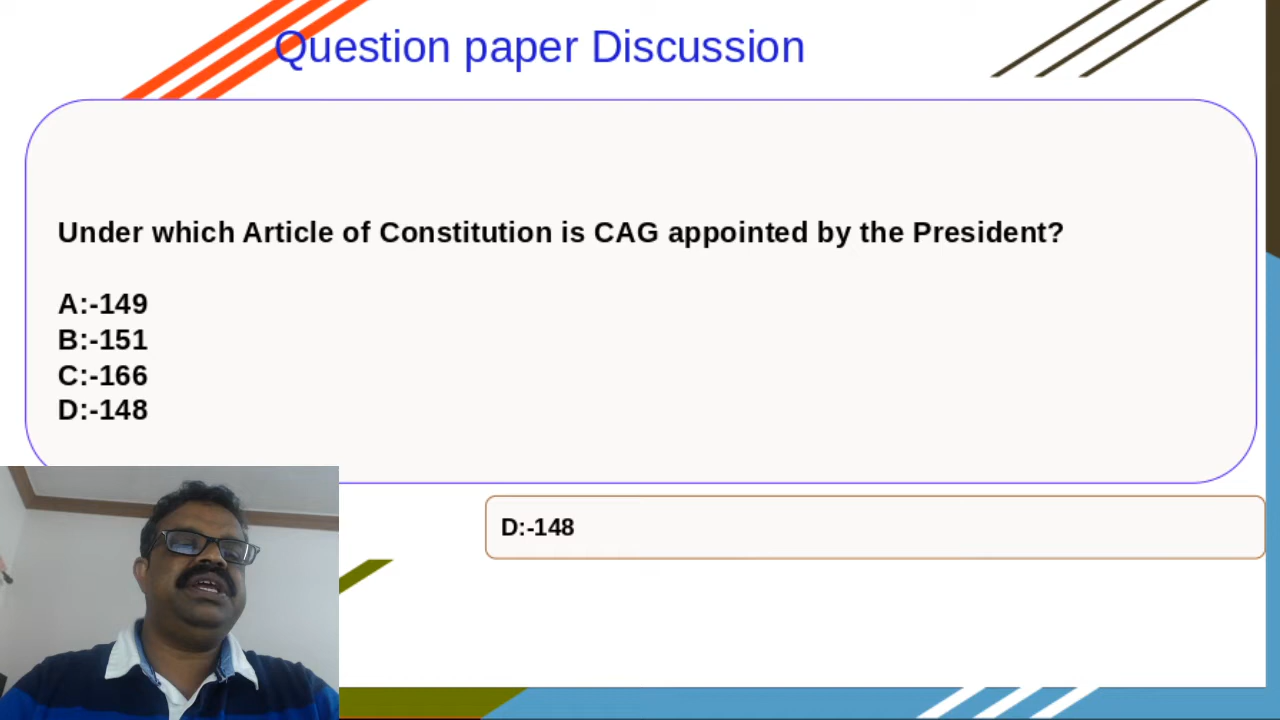 Question paper Discussion
Under which Article of Constitution is CAG appointed by the President?
A:-149
B:-151
C:-166
D:-148
D:-148